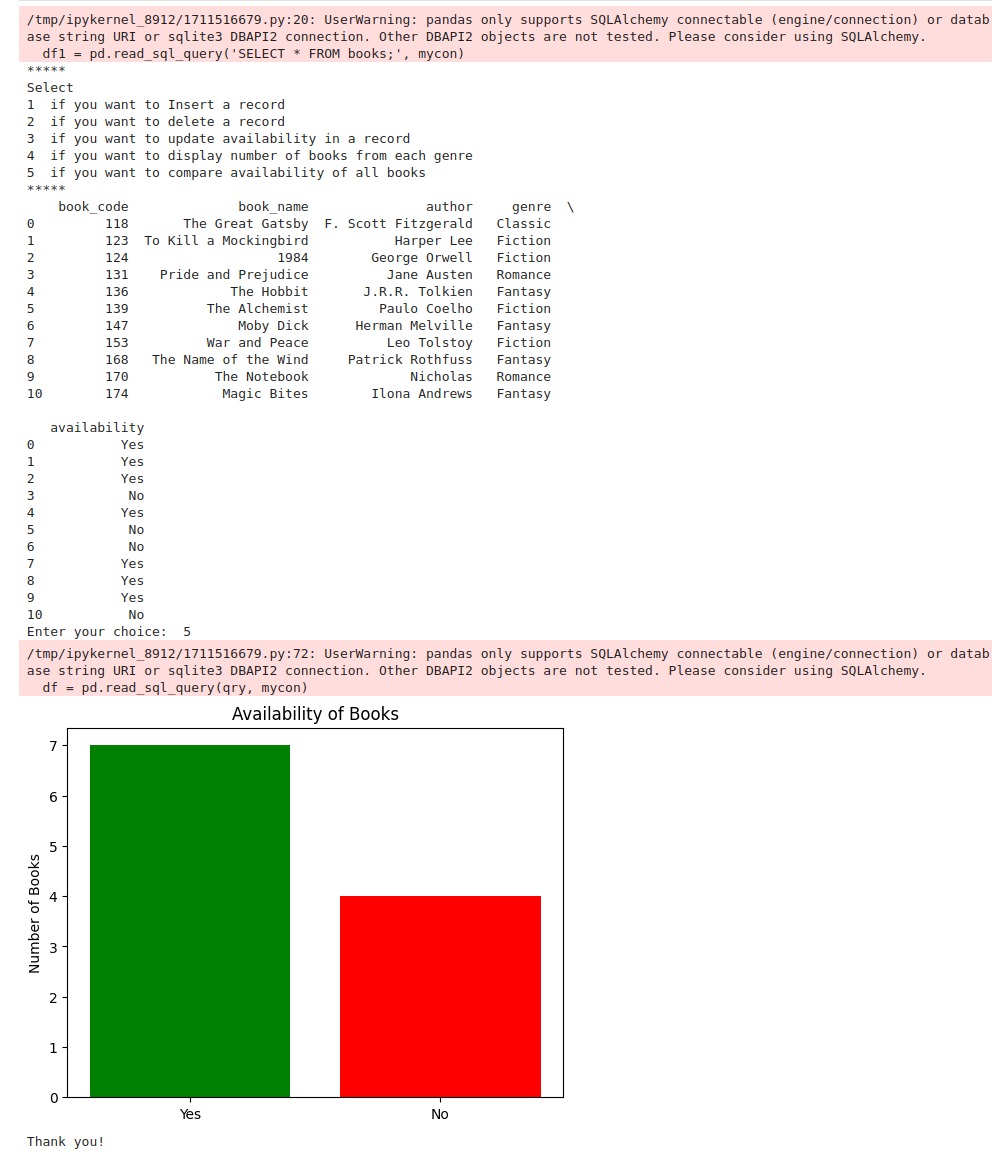 /tmp/ipykernel_8912/1711516679.py:20: UserWarning: pandas only supports SQLAlchemy connectable (engine/connection) or datab
ase string URI or sqlite3 DBAPI2 connection. Other DBAPI2 objects are not tested. Please consider using SQLAlchemy.
  df1 = pd.read_sql_query('SELECT * FROM books;', mycon)
*****
Select
1  if you want to Insert a record
2  if you want to delete a record
3  if you want to update availability in a record
4  if you want to display number of books from each genre
5  if you want to compare availability of all books
*****
    book_code              book_name               author     genre  \
0         118       The Great Gatsby  F. Scott Fitzgerald   Classic
1         123  To Kill a Mockingbird           Harper Lee   Fiction
2         124                   1984        George Orwell   Fiction
3         131    Pride and Prejudice          Jane Austen   Romance
4         136             The Hobbit       J.R.R. Tolkien   Fantasy
5         139          The Alchemist         Paulo Coelho   Fiction
6         147              Moby Dick      Herman Melville   Fantasy
7         153          War and Peace          Leo Tolstoy   Fiction
8         168   The Name of the Wind     Patrick Rothfuss   Fantasy
9         170           The Notebook             Nicholas   Romance
10        174            Magic Bites        Ilona Andrews   Fantasy
   availability
0           Yes
1           Yes
2           Yes
3            No
4           Yes
5            No
6            No
7           Yes
8           Yes
9           Yes
10           No
Enter your choice:  5
/tmp/ipykernel_8912/1711516679.py:72: UserWarning: pandas only supports SQLAlchemy connectable (engine/connection) or datab
ase string URI or sqlite3 DBAPI2 connection. Other DBAPI2 objects are not tested. Please consider using SQLAlchemy.
  df = pd.read_sql_query(qry, mycon)
Availability of Books
7
6
5
4
3
2
1
0
Number of Books
Yes
No
Thank you!